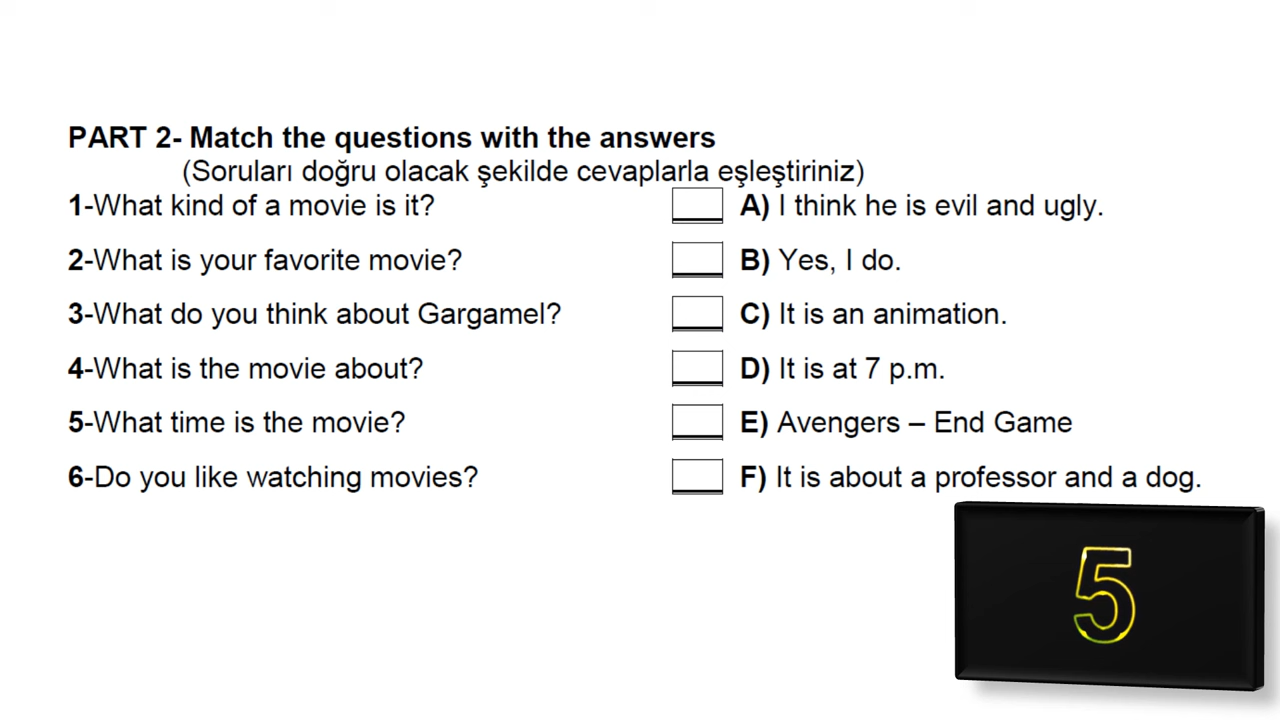 PART 2- Match the questions with the answers
(Soruları doğru olacak şekilde cevaplarla eşleştiriniz)
1-What kind of a movie is it? A) I think he is evil and ugly.
2-What is your favorite movie? B) Yes, I do.
3-What do you think about Gargamel? C) It is an animation.
4-What is the movie about? D) It is at 7 p.m.
5-What time is the movie? E) Avengers – End Game
6-Do you like watching movies? F) It is about a professor and a dog.
5